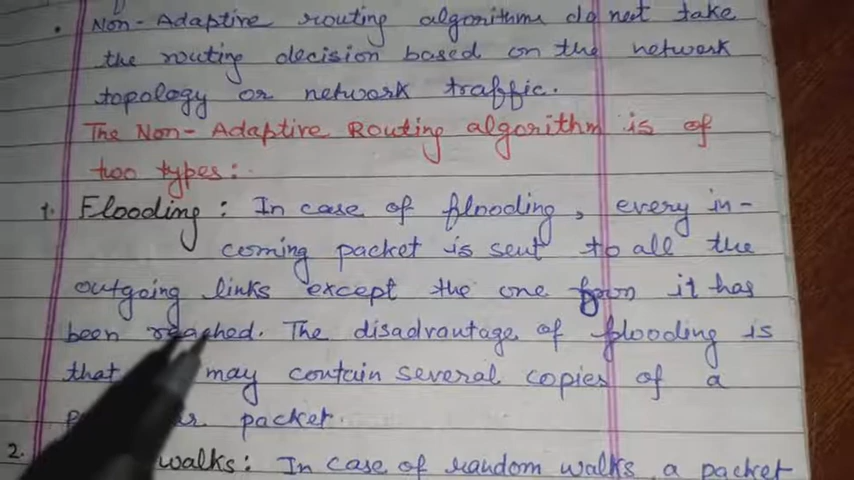 • Non-Adaptive routing algorithms do not take
the routing decision based on the network
topology or network traffic.
The Non-Adaptive Routing algorithm is of
two types:
1. Flooding: In case of flooding, every in-
coming packet is sent to all the
outgoing links except the one from it has
been reached. The disadvantage of flooding is
that may contain several copies of a
packet.
2. walks: In case of random walks, a packet